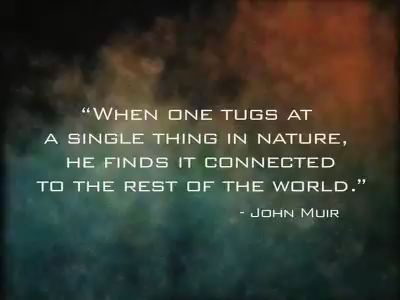 “When one tugs at
a single thing in nature,
he finds it connected
to the rest of the world.”
- John Muir